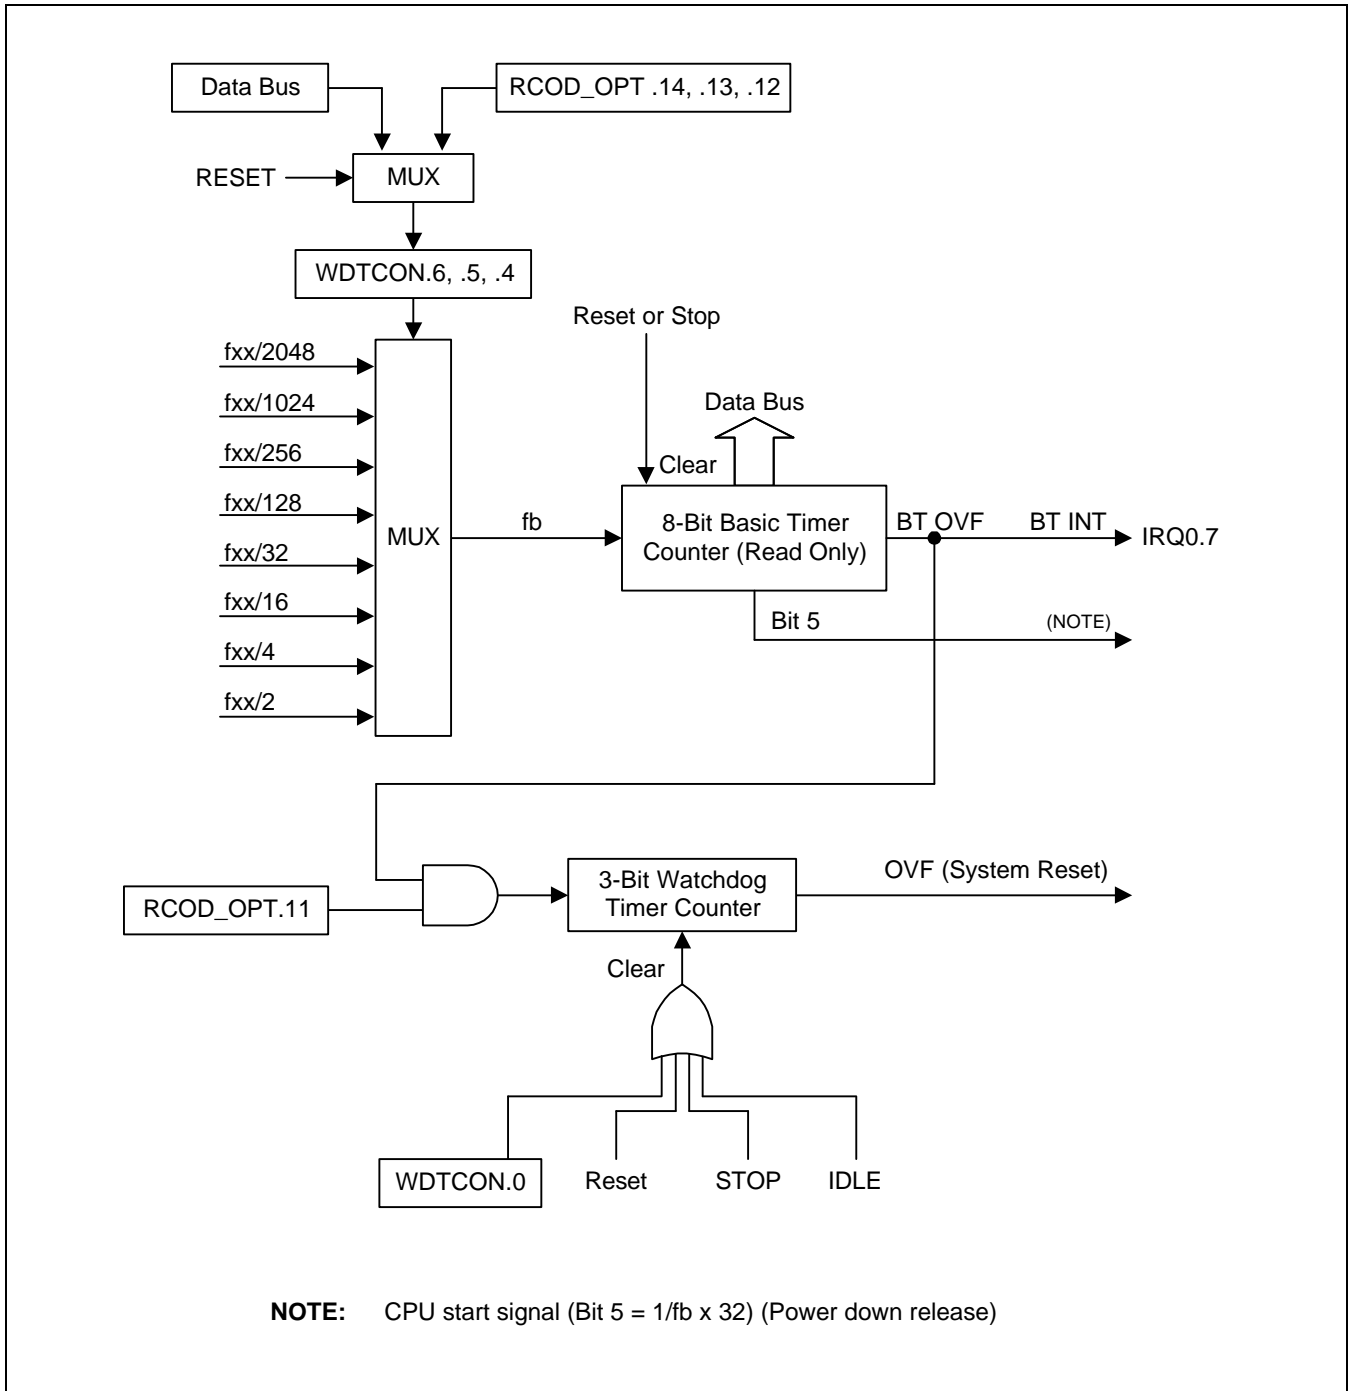 Data Bus
RCOD_OPT .14, .13, .12
RESET
MUX
WDTCON.6, .5, .4
Reset or Stop
fxx/2048
fxx/1024
fxx/256
fxx/128
fxx/32
fxx/16
fxx/4
fxx/2
MUX
fb
Data Bus
Clear
8-Bit Basic Timer
Counter (Read Only)
BT OVF
BT INT
IRQ0.7
Bit 5
(NOTE)
RCOD_OPT.11
3-Bit Watchdog
Timer Counter
OVF (System Reset)
Clear
WDTCON.0
Reset
STOP
IDLE
NOTE: CPU start signal (Bit 5 = 1/fb x 32) (Power down release)